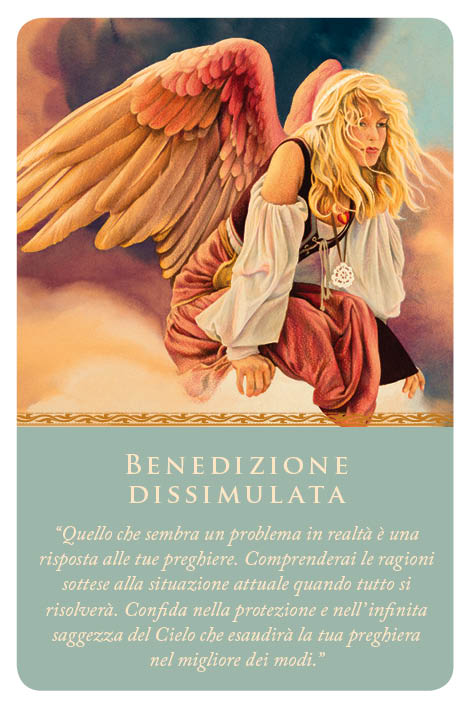 BENEDIZIONE
DISSIMULATA
“Quello che sembra un problema in realtà è una
risposta alle tue preghiere. Comprenderai le ragioni
sottese alla situazione attuale quando tutto si
risolverà. Confida nella protezione e nell’infinita
saggezza del Cielo che esaudirà la tua preghiera
nel migliore dei modi.”